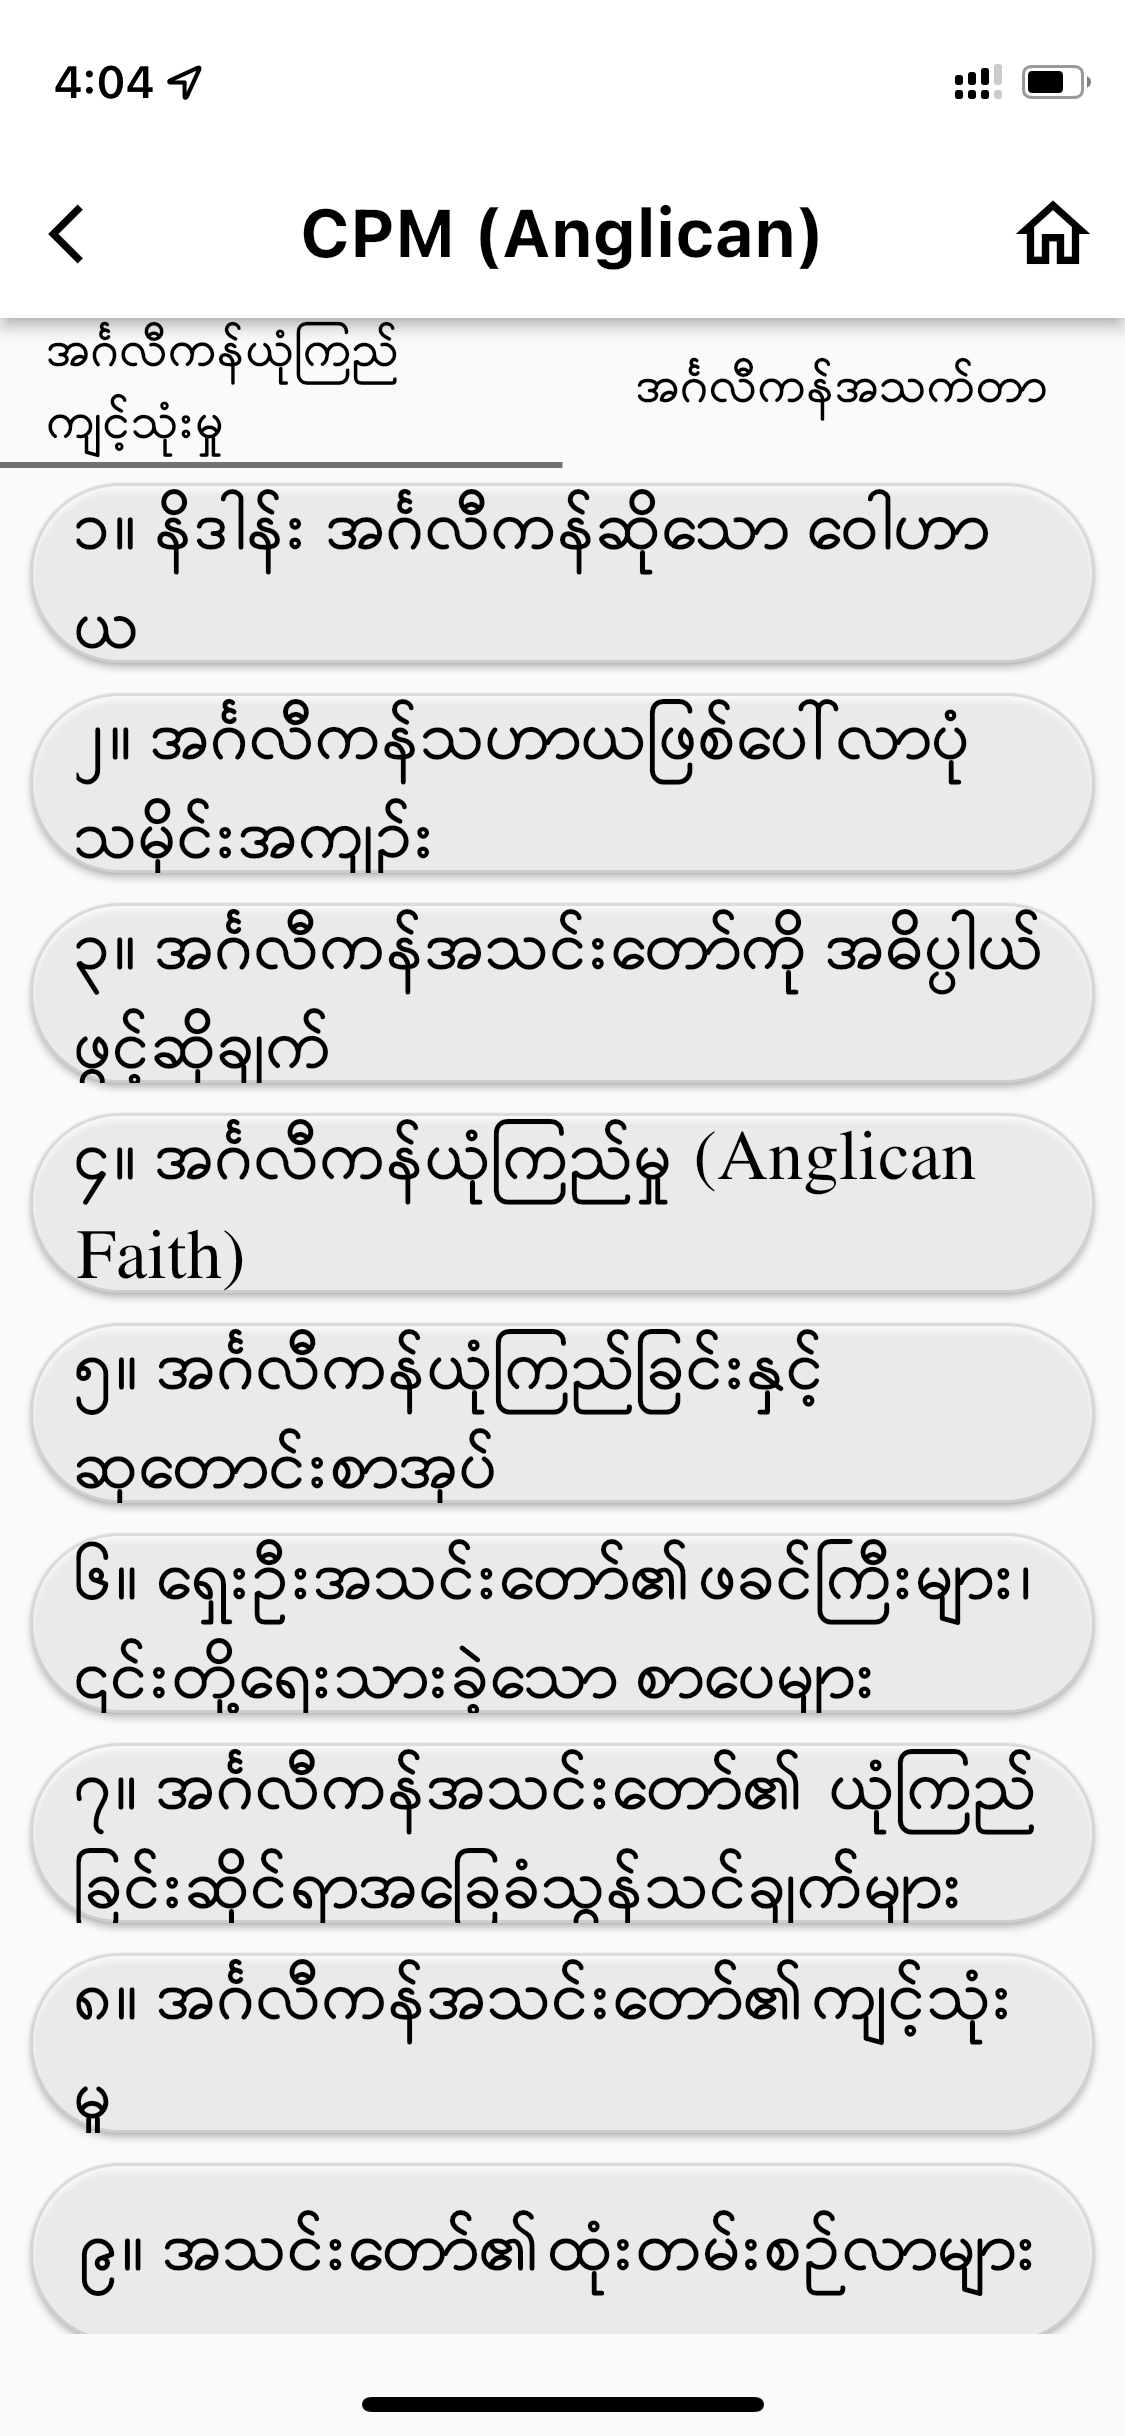 4:04
CPM (Anglican)
အင်္ဂလီကန်ယုံကြည်
ကျင့်သုံးမှု
အင်္ဂလီကန်အသက်တာ
၁။ နိဒါန်း အင်္ဂလီကန်ဆိုသော ဝေါဟာ
ယ
၂။ အင်္ဂလီကန်သဟာယဖြစ်ပေါ်လာပုံ
သမိုင်းအကျဉ်း
၃။ အင်္ဂလီကန်အသင်းတော်ကို အဓိပ္ပါယ်
ဖွင့်ဆိုချက်
၄။ အင်္ဂလီကန်ယုံကြည်မှု (Anglican
Faith)
၅။ အင်္ဂလီကန်ယုံကြည်ခြင်းနှင့်
ဆုတောင်းစာအုပ်
၆။ ရှေးဦးအသင်းတော်၏ ဖခင်ကြီးများ၊
၎င်းတို့ရေးသားခဲ့သော စာပေများ
၇။ အင်္ဂလီကန်အသင်းတော်၏ ယုံကြည်
ခြင်းဆိုင်ရာအခြေခံသွန်သင်ချက်များ
၈။ အင်္ဂလီကန်အသင်းတော်၏ ကျင့်သုံး
မှု
၉။ အသင်းတော်၏ ထုံးတမ်းစဉ်လာများ